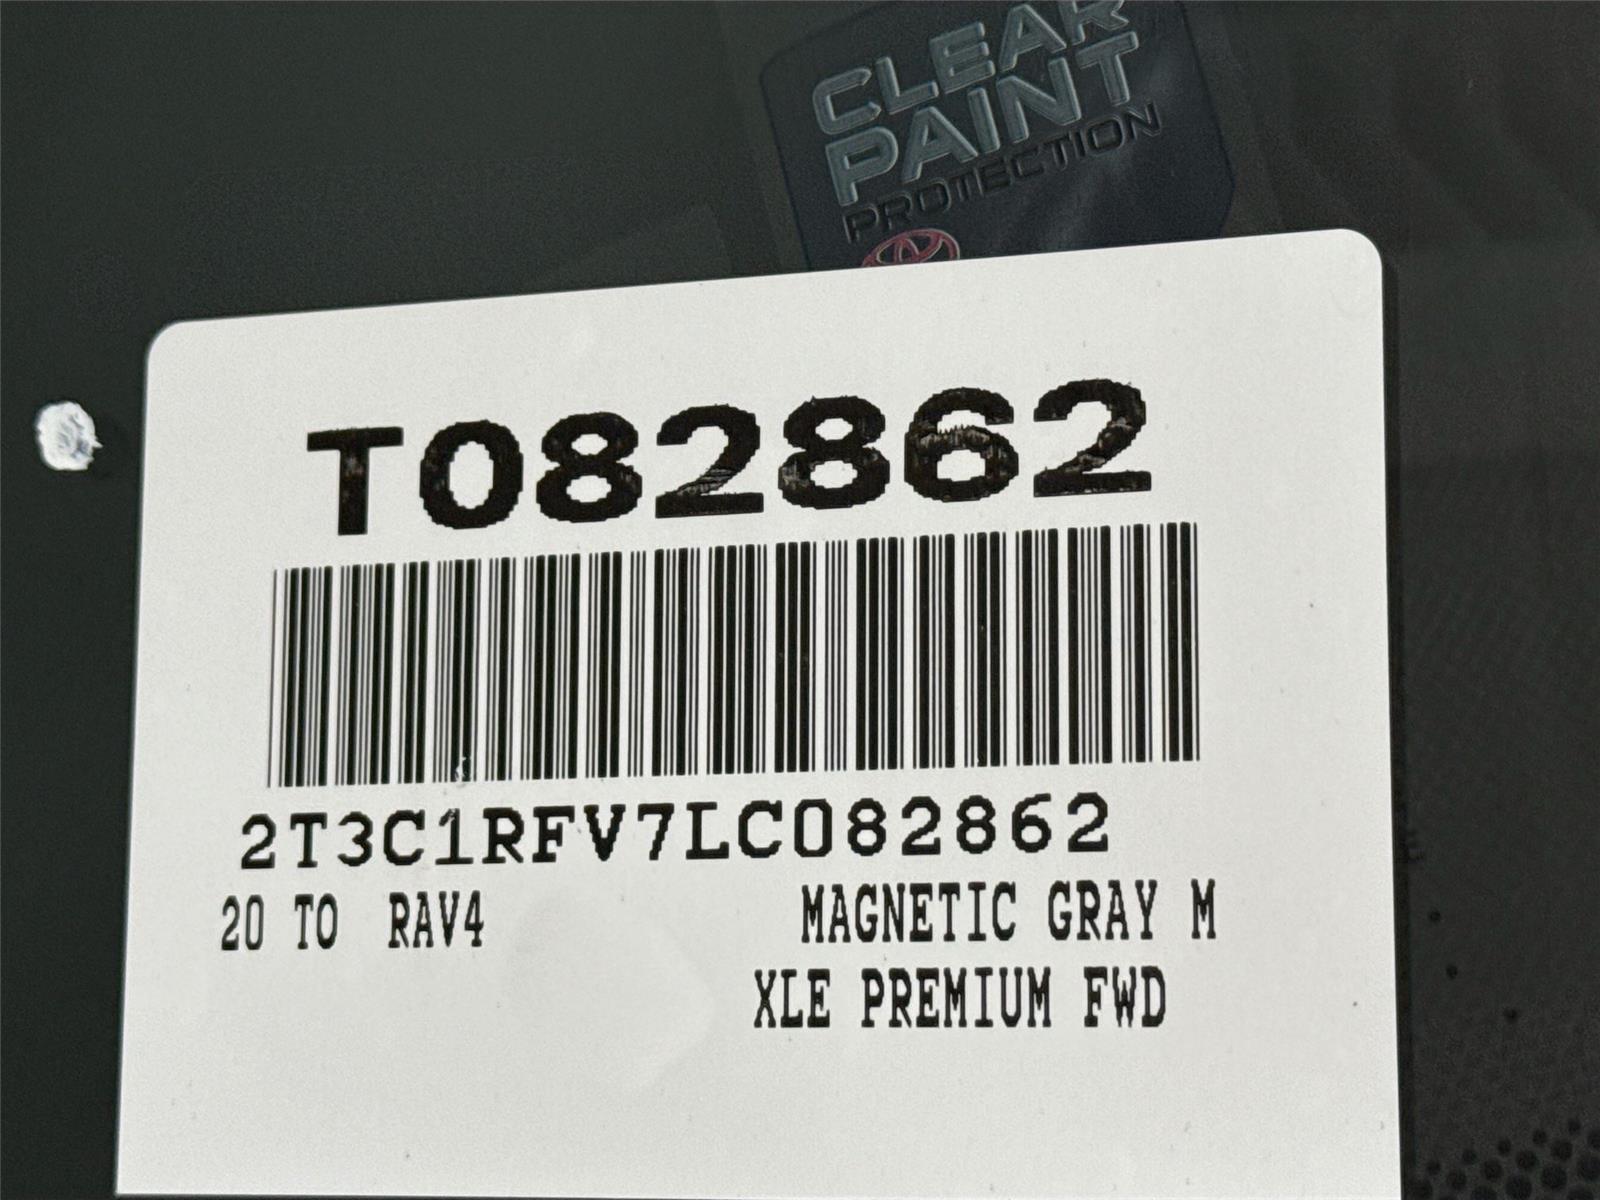 CLEAR
PAINT
PROTECTION
T082862
2T3C1RFV7LC082862
20 TO RAV4 MAGNETIC GRAY M
XLE PREMIUM FWD